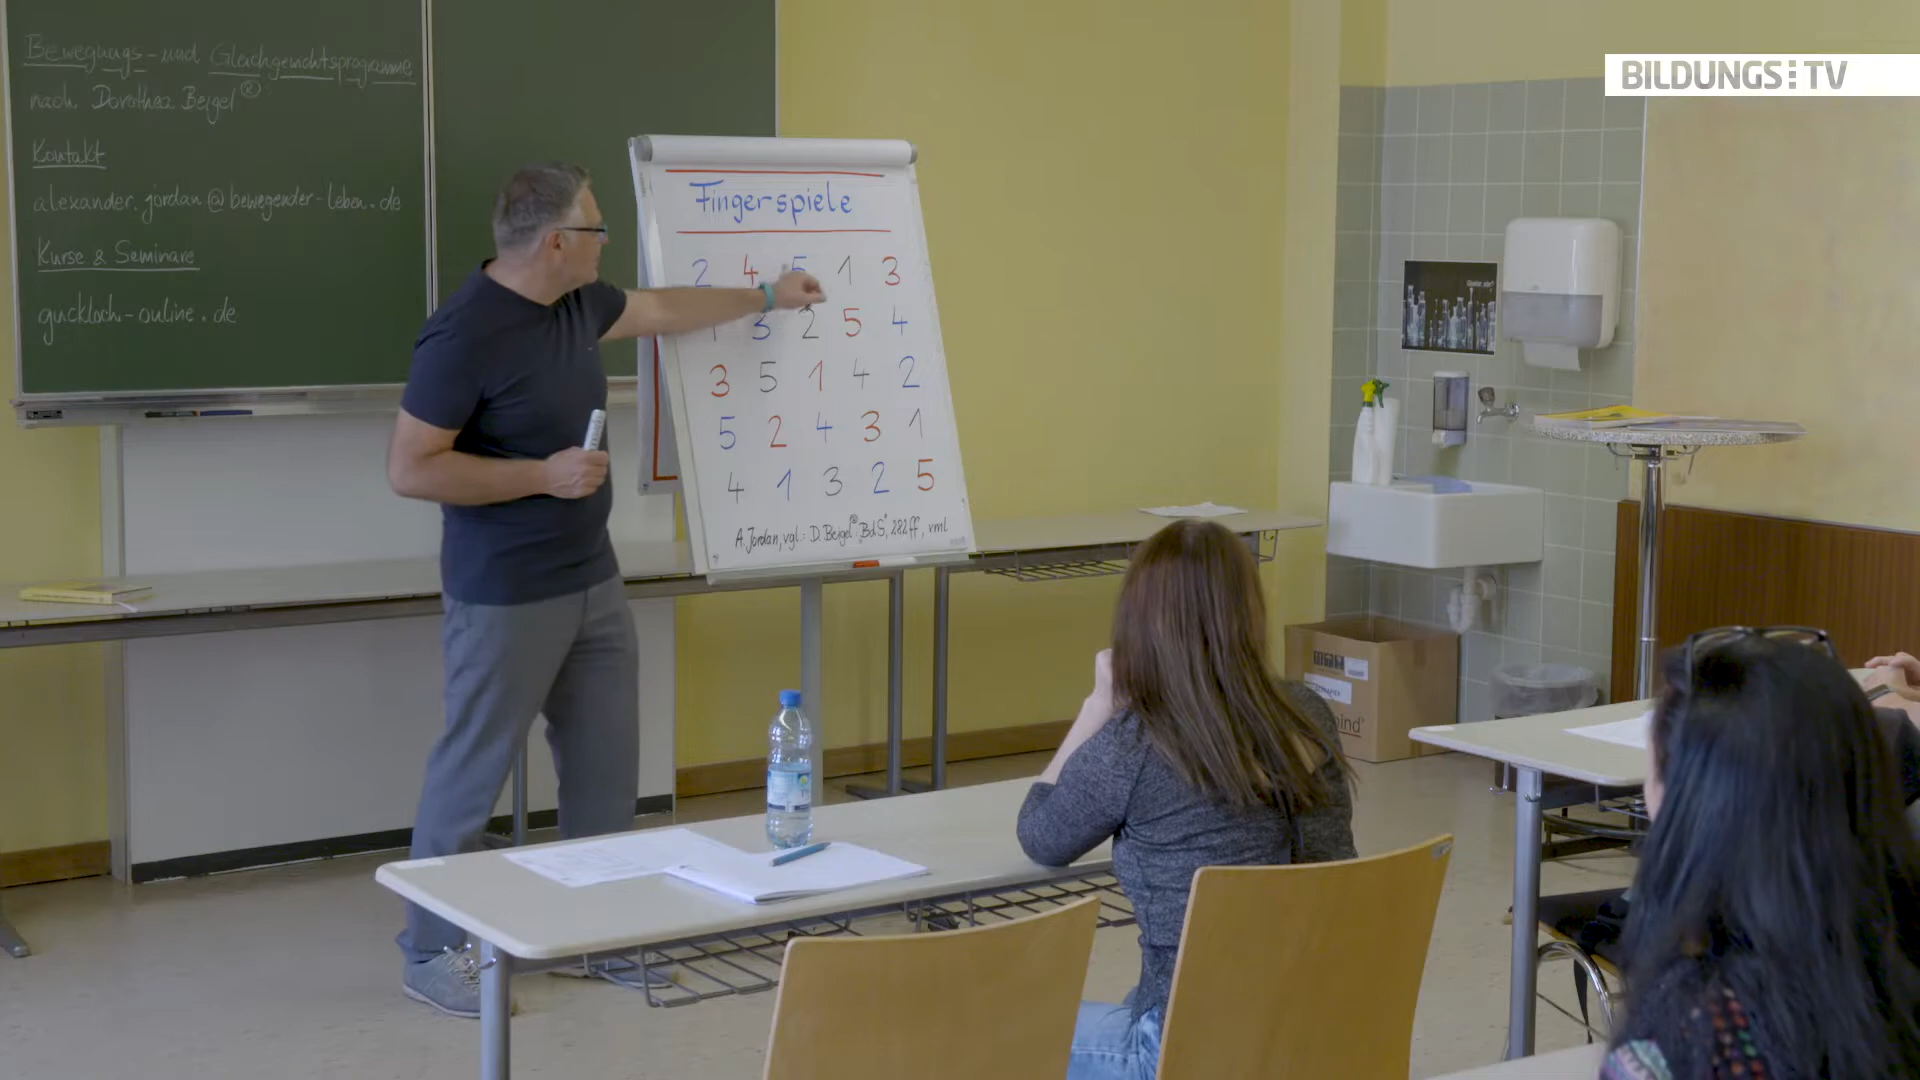 Bewegungs- und Gleichgewichtsprogramme
nach Dorothea Beigel®
Kontakt
alexander.jordan@bewegender-leben.de
Kurse & Seminare
guckloch-online.de
Fingerspiele
2 4 5 1 3
1 3 2 5 4
3 5 1 4 2
5 2 4 3 1
4 1 3 2 5
A. Jordan, vgl.: D. Beigel®: BdS, 282ff, vml
BILDUNGS:TV